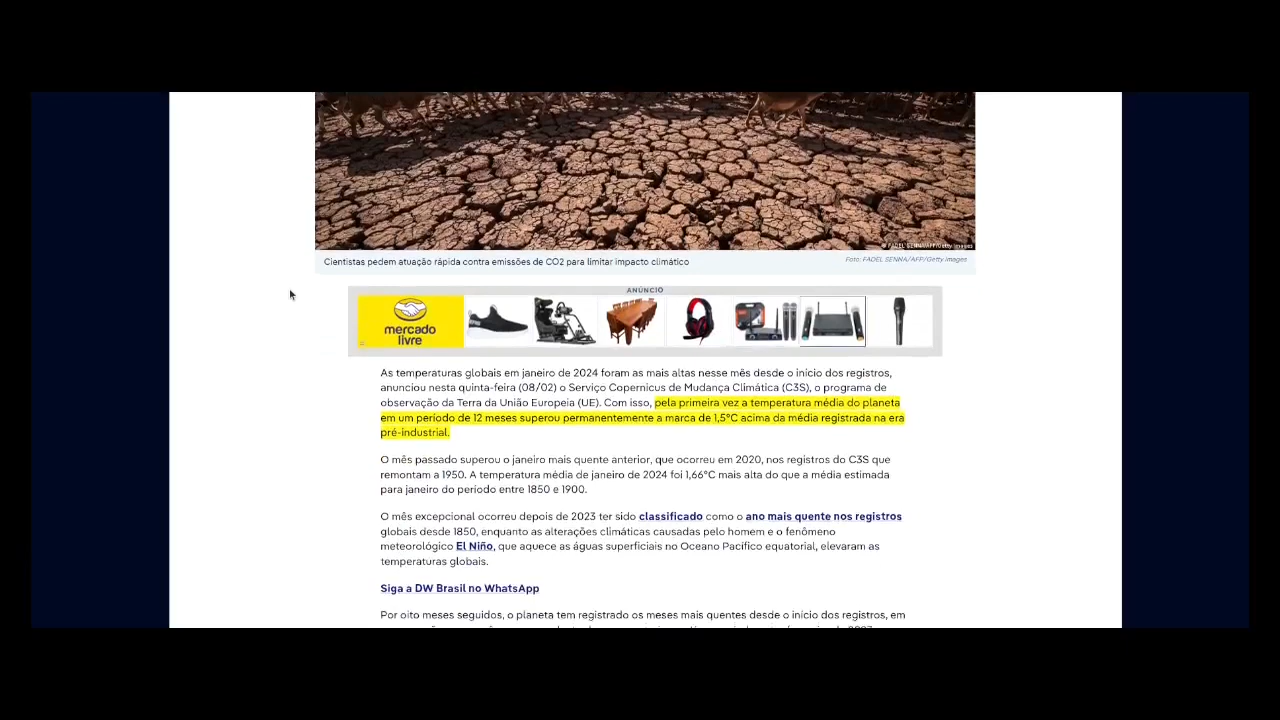 © FADEL SENNA/AFP/Getty Images
Cientistas pedem atuação rápida contra emissões de CO2 para limitar impacto climático
Foto: FADEL SENNA/AFP/Getty Images
ANÚNCIO
mercado
livre
As temperaturas globais em janeiro de 2024 foram as mais altas nesse mês desde o início dos registros,
anunciou nesta quinta-feira (08/02) o Serviço Copernicus de Mudança Climática (C3S), o programa de
observação da Terra da União Europeia (UE). Com isso, pela primeira vez a temperatura média do planeta
em um período de 12 meses superou permanentemente a marca de 1,5°C acima da média registrada na era
pré-industrial.
O mês passado superou o janeiro mais quente anterior, que ocorreu em 2020, nos registros do C3S que
remontam a 1950. A temperatura média de janeiro de 2024 foi 1,66°C mais alta do que a média estimada
para janeiro do período entre 1850 e 1900.
O mês excepcional ocorreu depois de 2023 ter sido classificado como o ano mais quente nos registros
globais desde 1850, enquanto as alterações climáticas causadas pelo homem e o fenômeno
meteorológico El Niño, que aquece as águas superficiais no Oceano Pacífico equatorial, elevaram as
temperaturas globais.
Siga a DW Brasil no WhatsApp
Por oito meses seguidos, o planeta tem registrado os meses mais quentes desde o início dos registros, em